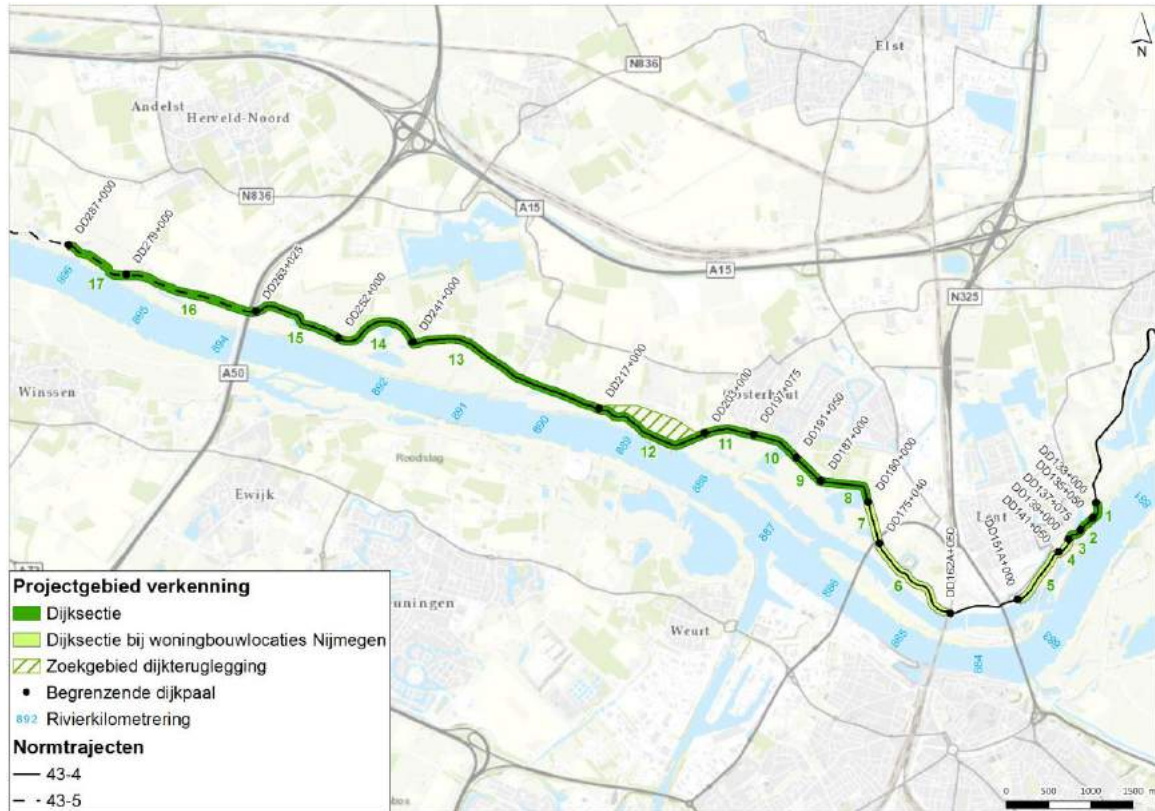 N
Elst
N836
Andelst
Herveld-Noord
N836
A15
A15
N325
DD287+000
DD279+000
DD263+025
DD252+000
DD241+000
DD217+000
DD203+000
DD197+075
DD191+050
DD187+000
DD180+000
DD175+040
DD162A+050
DD151A+000
DD141+050
DD139+000
DD137+075
DD135+050
DD133+000
17
16
15
14
13
12
11
10
9
8
7
6
5
4
3
2
1
896
895
894
892
891
890
889
888
887
886
885
884
883
A50
Winssen
Ewijk
Weurt
Lent
Projectgebied verkenning
Dijksectie
Dijksectie bij woningbouwlocaties Nijmegen
Zoekgebied dijkteruglegging
Begrenzende dijkpaal
892 Rivierkilometrering
Normtrajecten
43-4
43-5
0 500 1000 1500 m